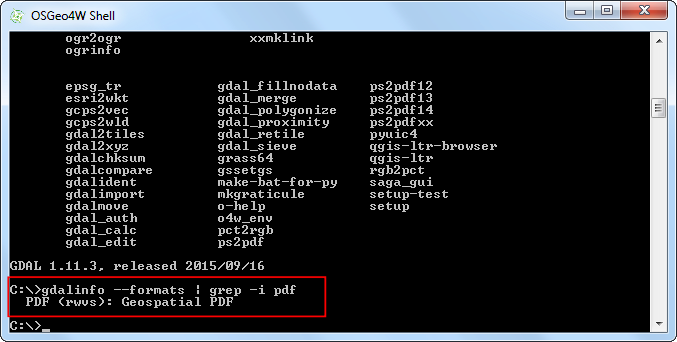 OSGeo4W Shell
ogr2ogr xxmklink
ogrinfo
epsg_tr gdal_fillnodata ps2pdf12
esri2wkt gdal_merge ps2pdf13
gcps2vec gdal_polygonize ps2pdf14
gcps2wld gdal_proximity ps2pdfxx
gdal2tiles gdal_retile pyuic4
gdal2xyz gdal_sieve qgis-ltr-browser
gdalchksum grass64 qgis-ltr
gdalcompare gssetgs rgb2pct
gdalident make-bat-for-py saga_gui
gdalimport mkgraticule setup-test
gdalmove o-help setup
gdal_auth o4w_env
gdal_calc pct2rgb
gdal_edit ps2pdf
GDAL 1.11.3, released 2015/09/16
C:\>gdalinfo --formats | grep -i pdf
PDF (rwvs): Geospatial PDF
C:\>_